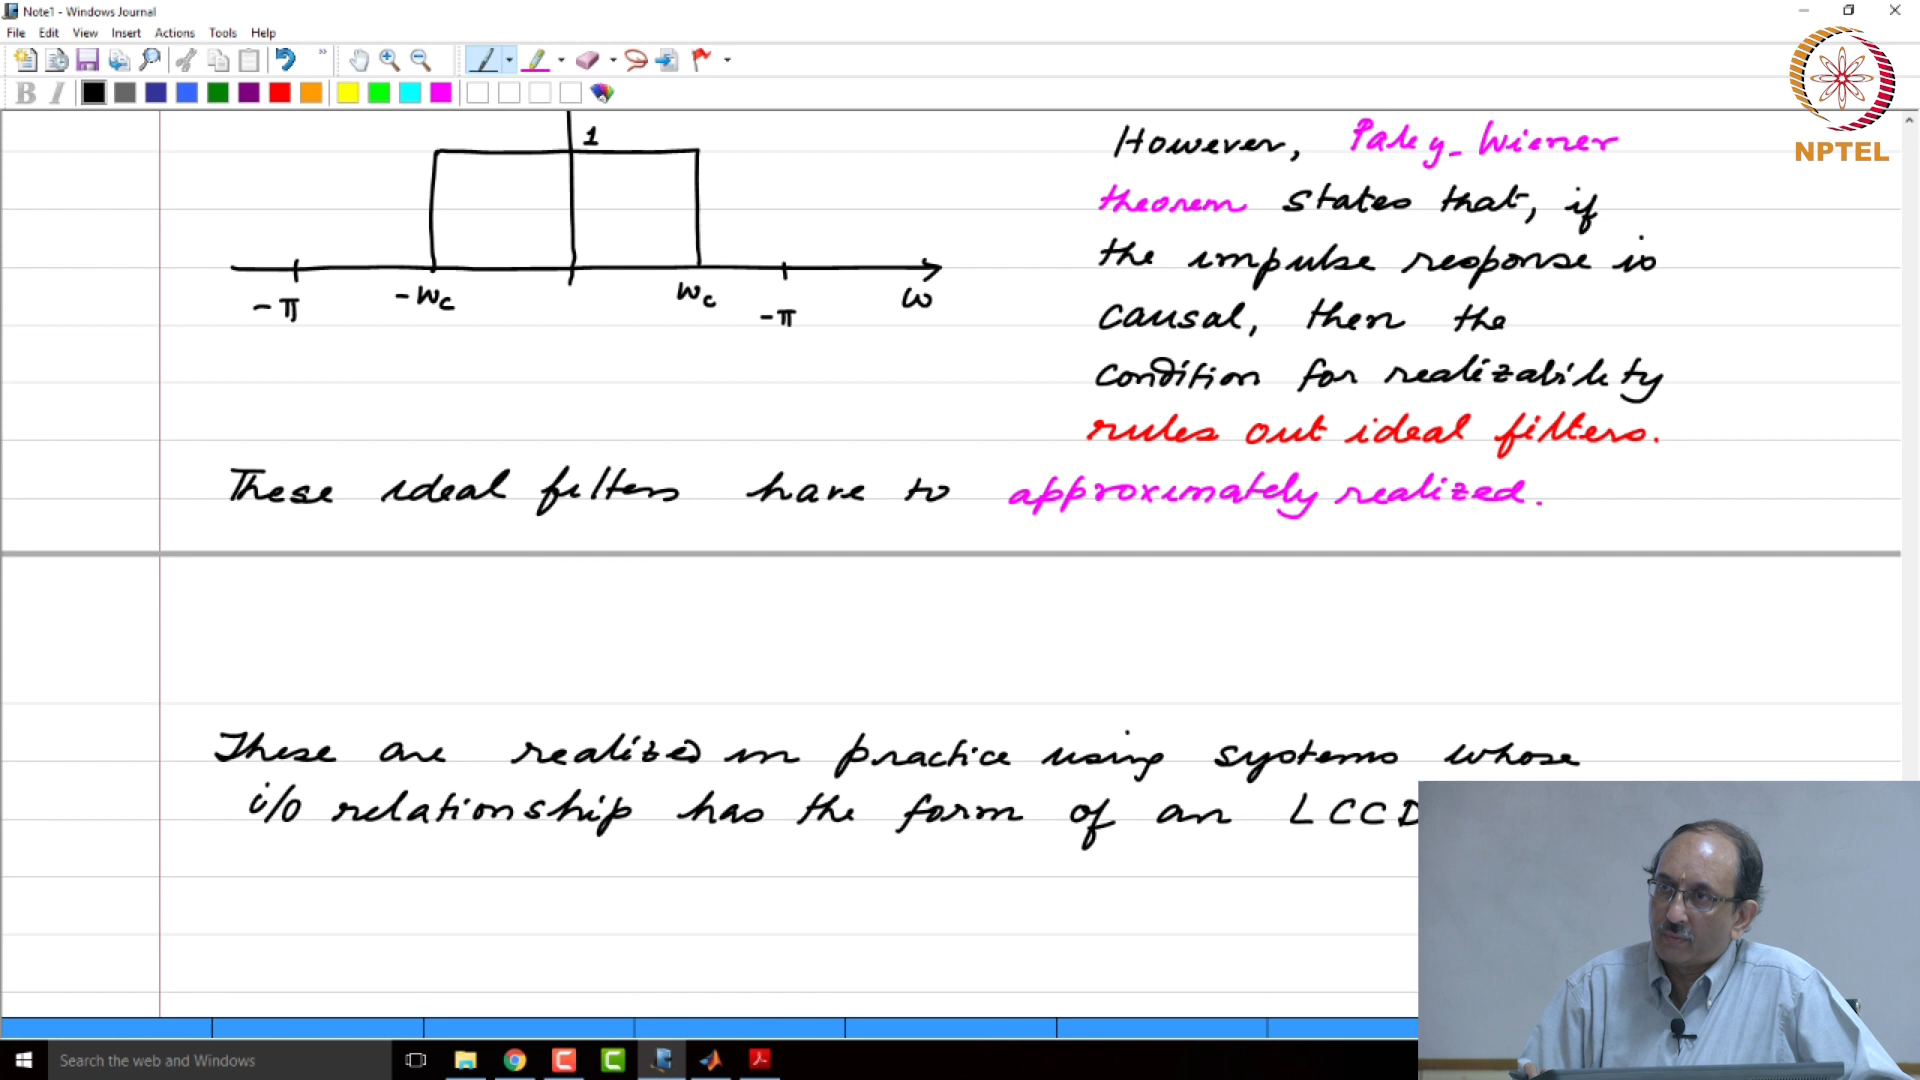 Note1 - Windows Journal
File Edit View Insert Actions Tools Help
B I
NPTEL
1
-π -wc wc -π ω
However, Paley-Wiener
theorem states that, if
the impulse response is
causal, then the
condition for realizability
rules out ideal filters.
These ideal filters have to approximately realized.
These are realized in practice using systems whose
i/o relationship has the form of an LCCD
Search the web and Windows